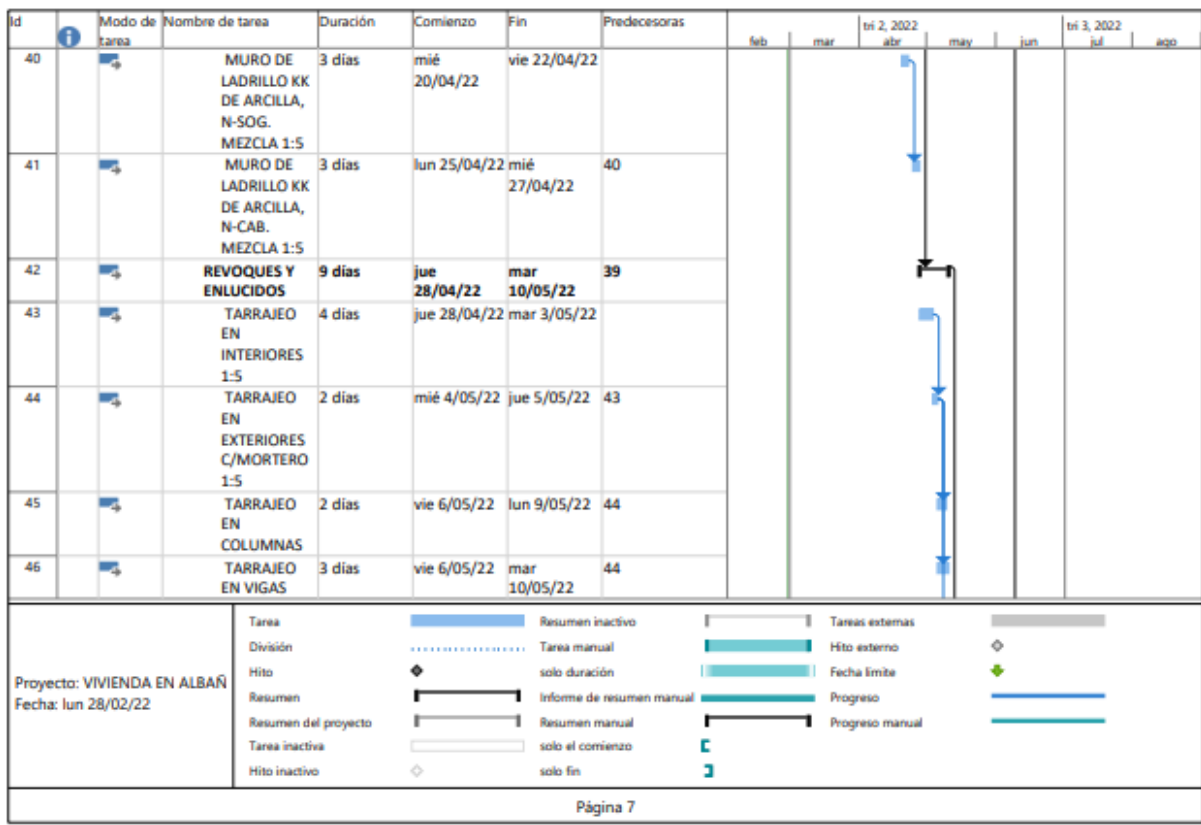 Id Modo de tarea Nombre de tarea Duración Comienzo Fin Predecesoras
tri 2, 2022 tri 3, 2022
feb mar abr may jun jul ago
40 MURO DE LADRILLO KK DE ARCILLA, N-SOG. MEZCLA 1:5 3 días mié 20/04/22 vie 22/04/22
41 MURO DE LADRILLO KK DE ARCILLA, N-CAB. MEZCLA 1:5 3 días lun 25/04/22 mié 27/04/22 40
42 REVOQUES Y ENLUCIDOS 9 días jue 28/04/22 mar 10/05/22 39
43 TARRAJEO EN INTERIORES 1:5 4 días jue 28/04/22 mar 3/05/22
44 TARRAJEO EN EXTERIORES C/MORTERO 1:5 2 días mié 4/05/22 jue 5/05/22 43
45 TARRAJEO EN COLUMNAS 2 días vie 6/05/22 lun 9/05/22 44
46 TARRAJEO EN VIGAS 3 días vie 6/05/22 mar 10/05/22 44
Proyecto: VIVIENDA EN ALBAÑ
Fecha: lun 28/02/22
Tarea
División
Hito
Resumen
Resumen del proyecto
Tarea inactiva
Hito inactivo
Resumen inactivo
Tarea manual
solo duración
Informe de resumen manual
Resumen manual
solo el comienzo
solo fin
Tareas externas
Hito externo
Fecha límite
Progreso
Progreso manual
Página 7